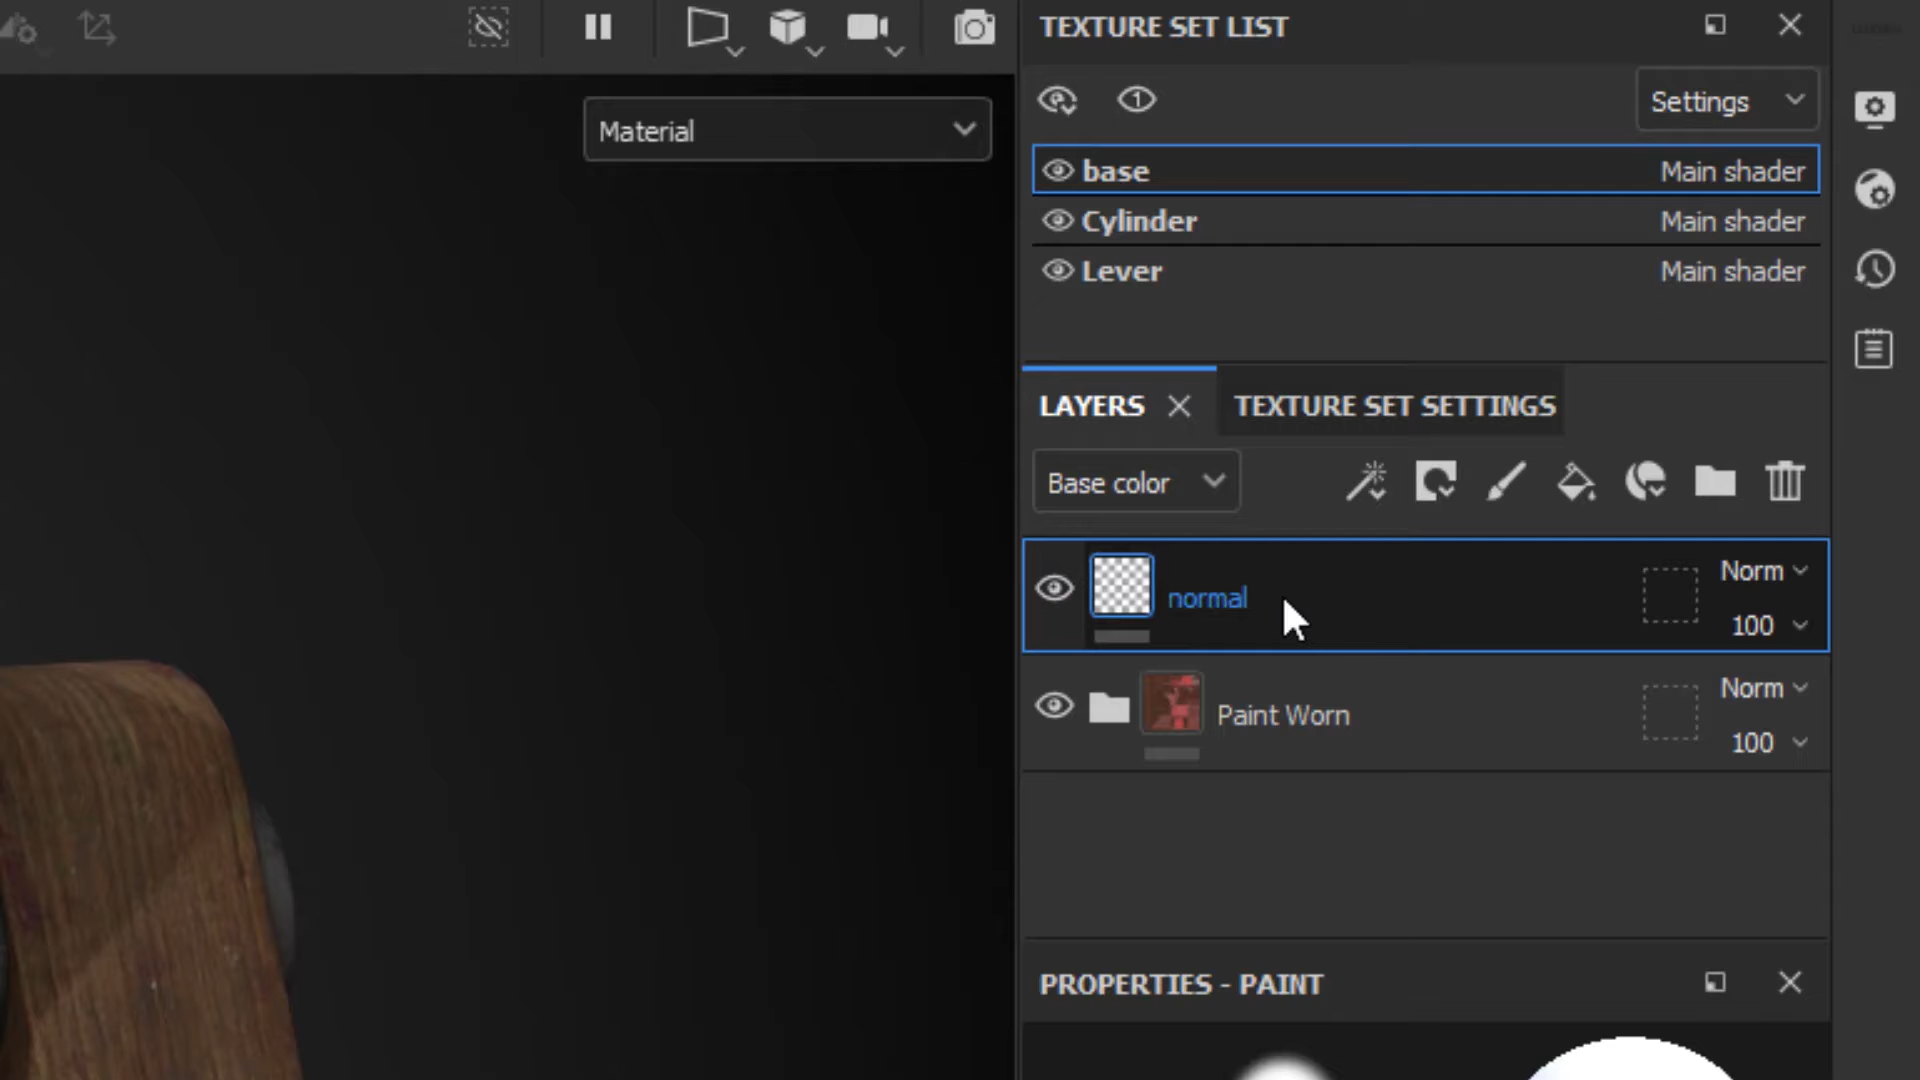 TEXTURE SET LIST
1
Settings
Material
base Main shader
Cylinder Main shader
Lever Main shader
LAYERS TEXTURE SET SETTINGS
Base color
Norm
normal
100
Norm
Paint Worn
100
PROPERTIES - PAINT